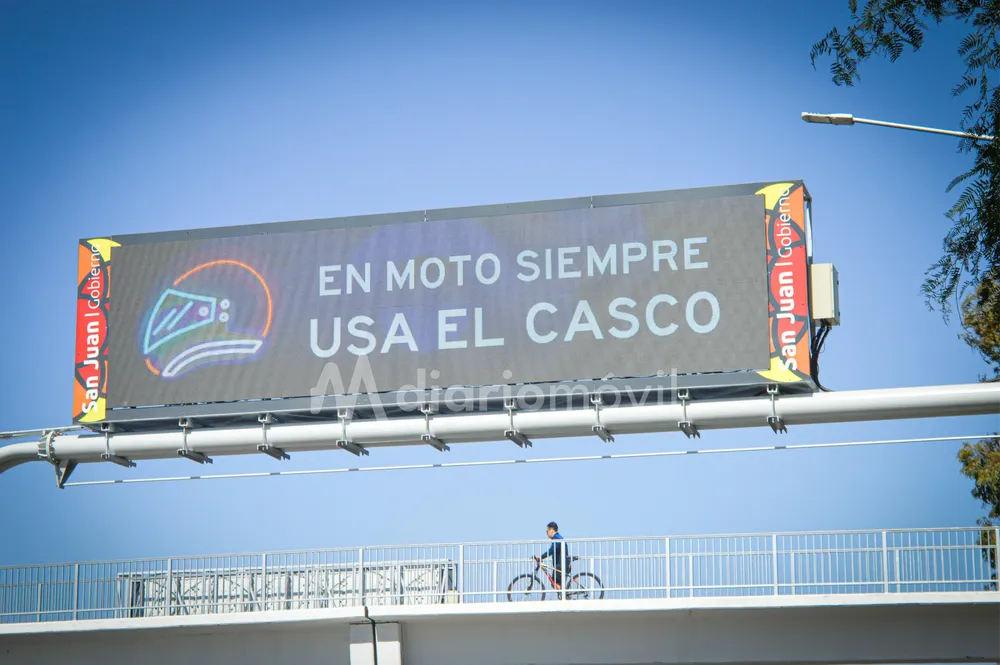 San Juan | Gobierno
EN MOTO SIEMPRE
USA EL CASCO
San Juan | Gobierno
diariomóvil